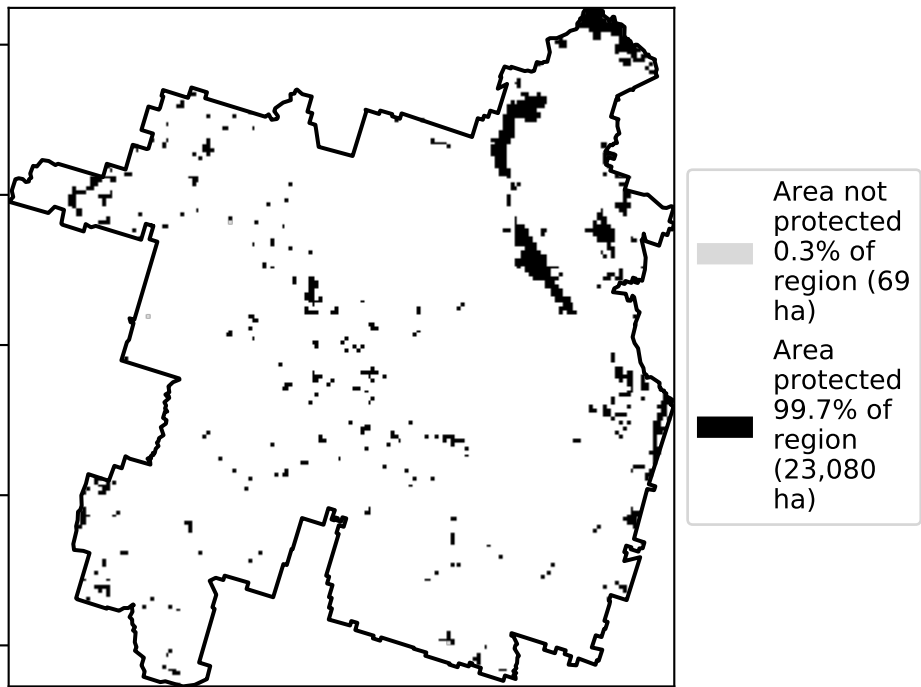 Area not
protected
0.3% of
region (69
ha)
Area
protected
99.7% of
region
(23,080
ha)